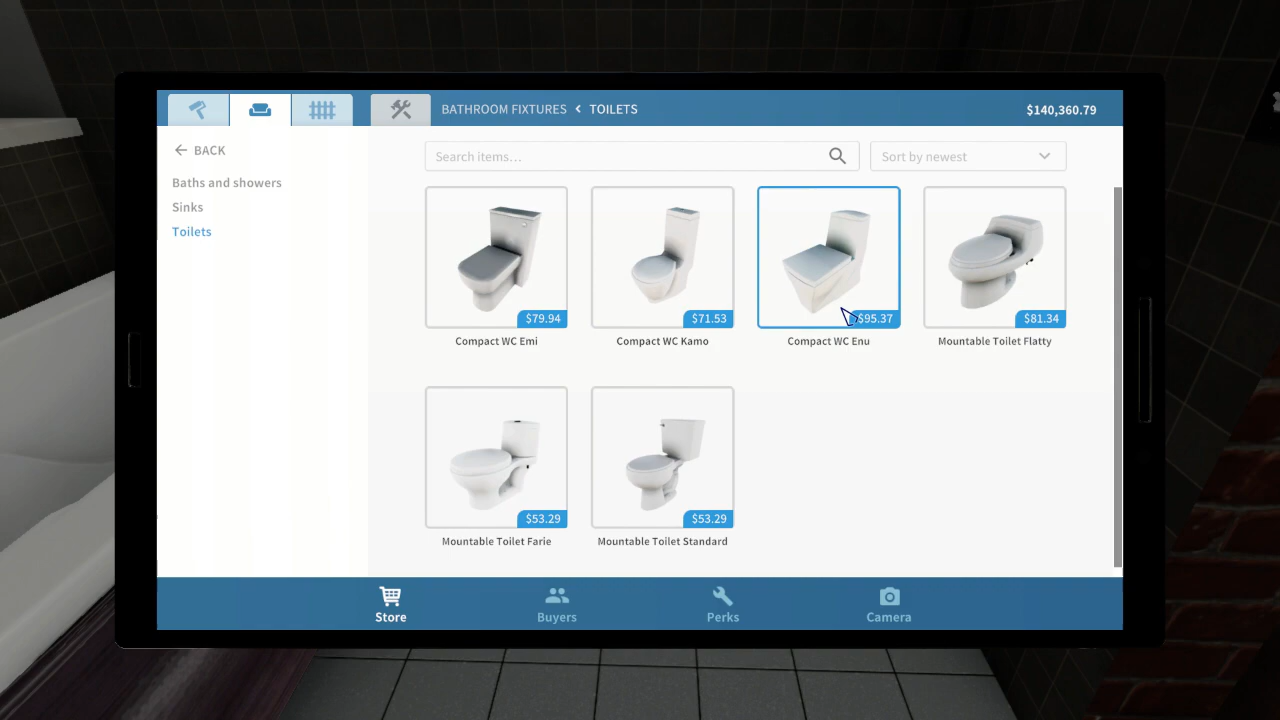 BATHROOM FIXTURES < TOILETS
$140,360.79
BACK
Baths and showers
Sinks
Toilets
Search items...
Sort by newest
$79.94
$71.53
$95.37
$81.34
Compact WC Emi
Compact WC Kamo
Compact WC Enu
Mountable Toilet Flatty
$53.29
$53.29
Mountable Toilet Farie
Mountable Toilet Standard
Store
Buyers
Perks
Camera